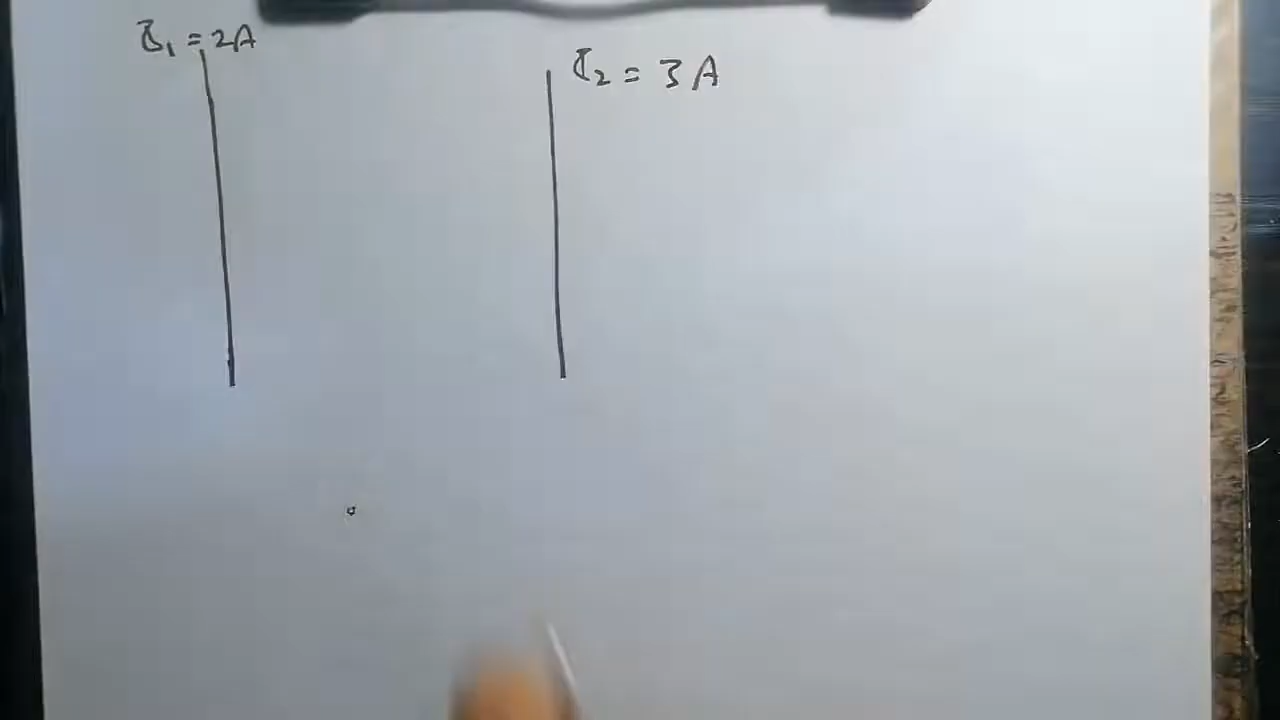 I₁ = 2A
I₂ = 3A